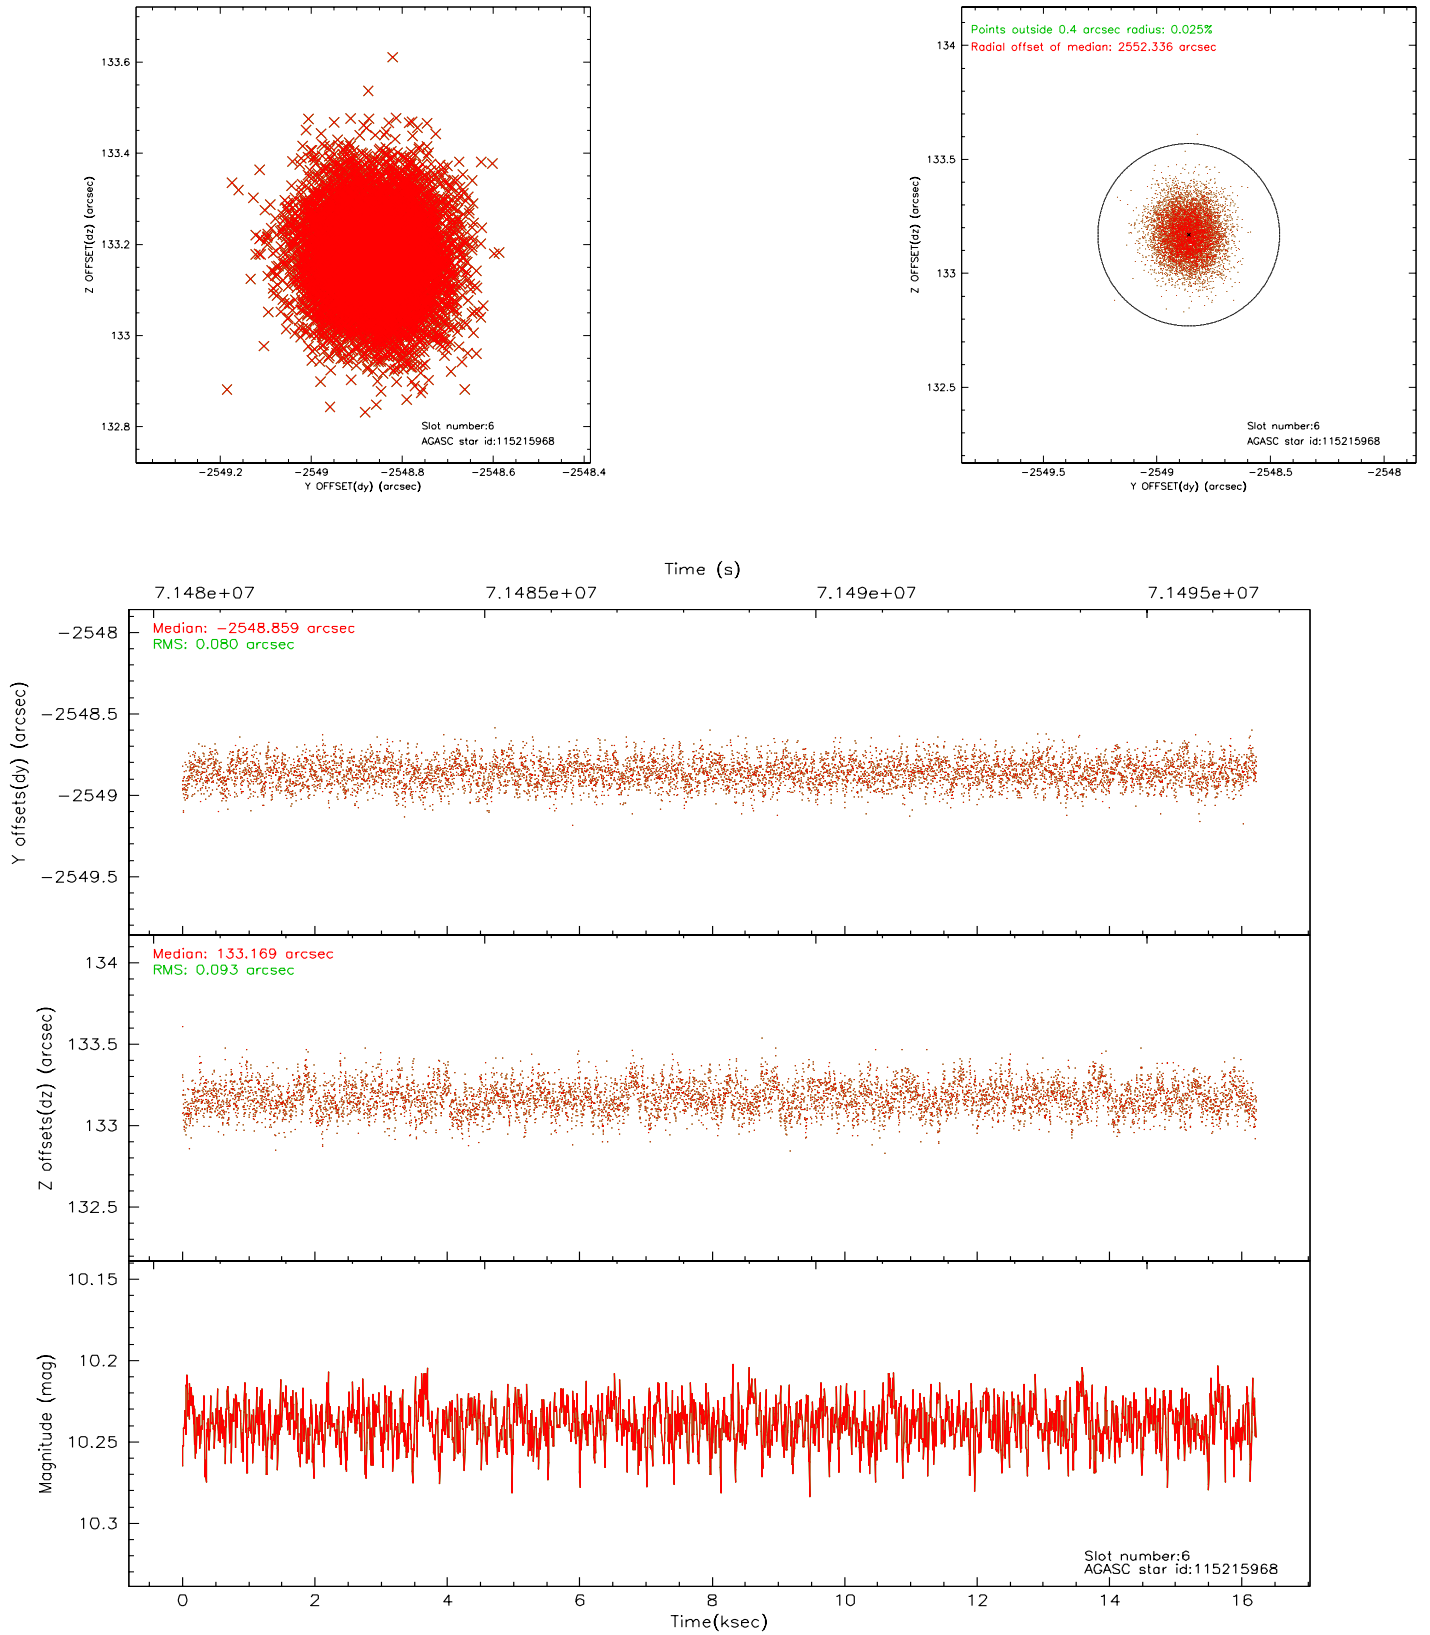 133.6
133.4
133.2
133
132.8
Z OFFSET(dz) (arcsec)
Slot number:6
AGASC star id:115215968
−2549.2 −2549 −2548.8 −2548.6 −2548.4
Y OFFSET(dy) (arcsec)
Points outside 0.4 arcsec radius: 0.025%
Radial offset of median: 2552.336 arcsec
134
133.5
133
132.5
Z OFFSET(dz) (arcsec)
Slot number:6
AGASC star id:115215968
−2549.5 −2549 −2548.5 −2548
Y OFFSET(dy) (arcsec)
Time (s)
7.148e+07 7.1485e+07 7.149e+07 7.1495e+07
Median: −2548.859 arcsec
RMS: 0.080 arcsec
−2548
−2548.5
−2549
−2549.5
Y offsets(dy) (arcsec)
Median: 133.169 arcsec
RMS: 0.093 arcsec
134
133.5
133
132.5
Z offsets(dz) (arcsec)
10.15
10.2
10.25
10.3
Magnitude (mag)
Slot number:6
AGASC star id:115215968
0 2 4 6 8 10 12 14 16
Time(ksec)